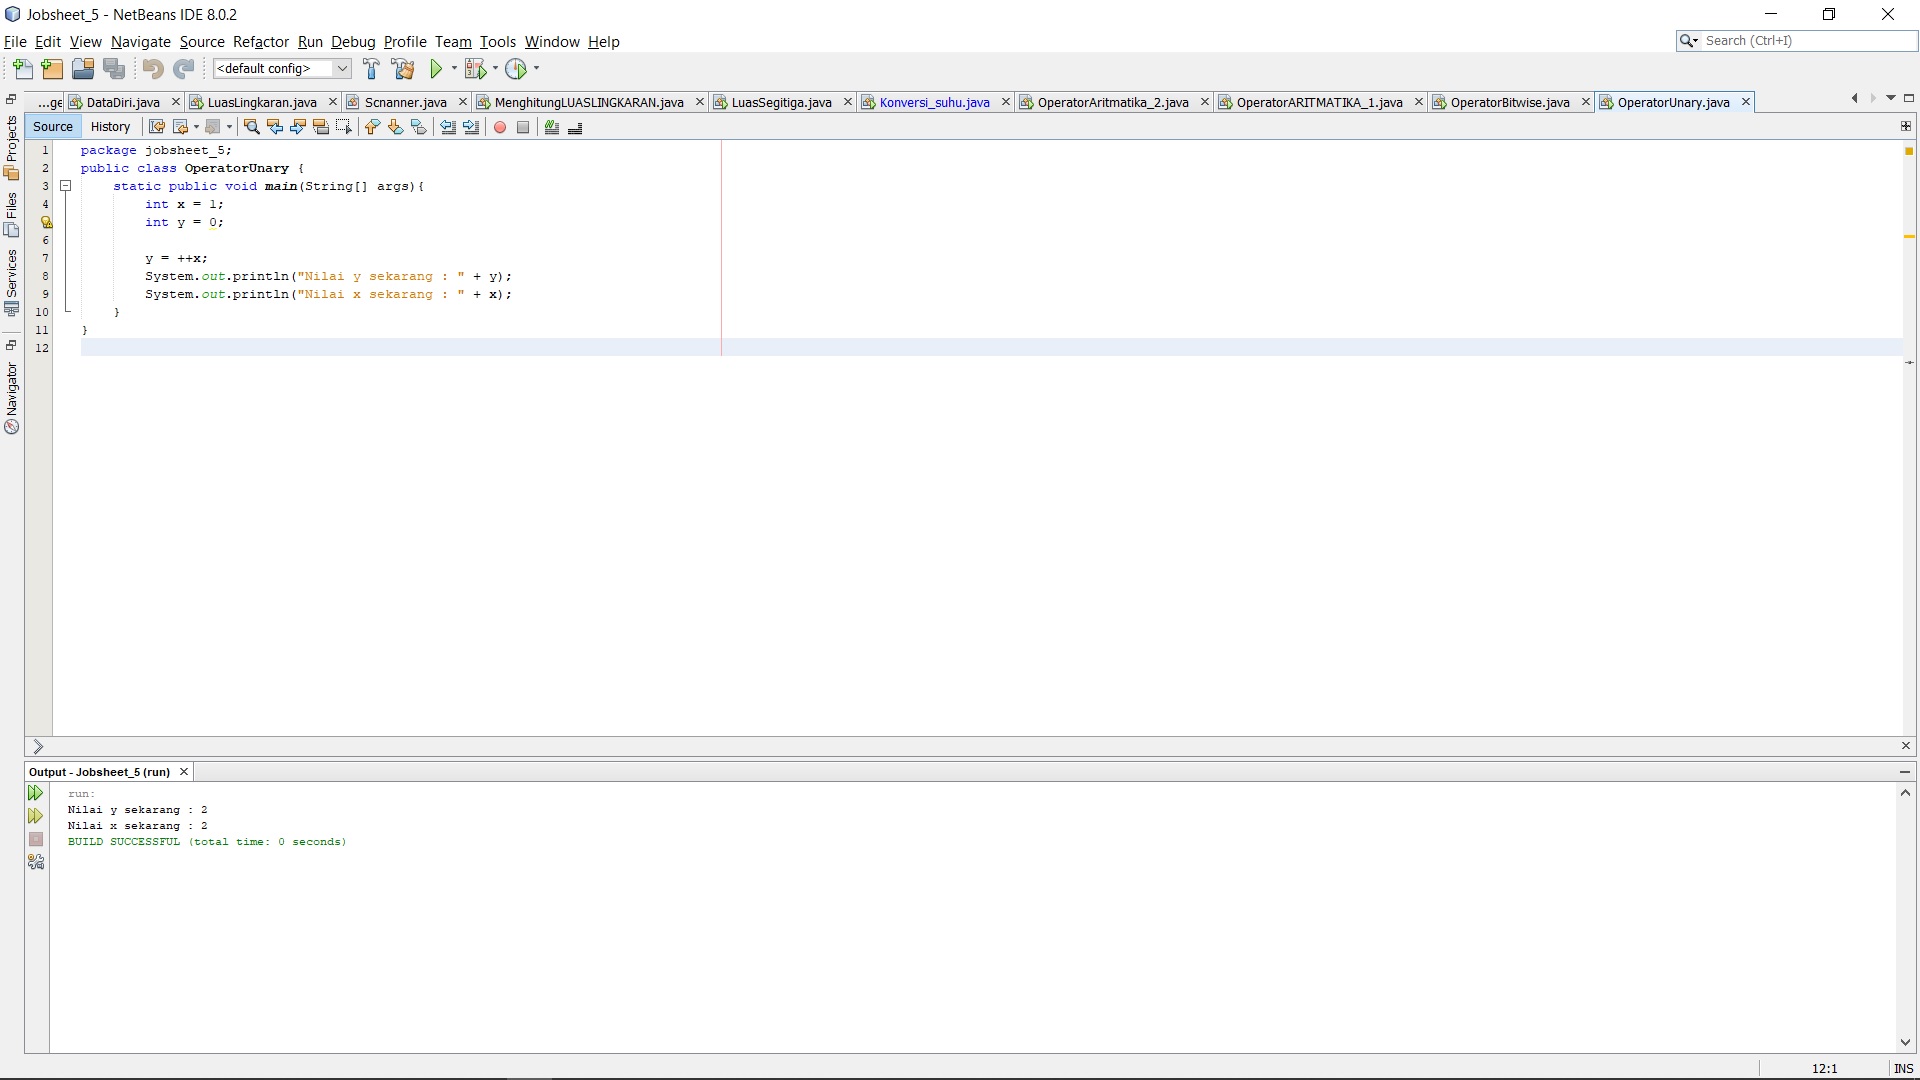 Jobsheet_5 - NetBeans IDE 8.0.2
File Edit View Navigate Source Refactor Run Debug Profile Team Tools Window Help
Search (Ctrl+I)
<default config>
...ge DataDiri.java LuasLingkaran.java Scnanner.java MenghitungLUASLINGKARAN.java LuasSegitiga.java Konversi_suhu.java OperatorAritmatika_2.java OperatorARITMATIKA_1.java OperatorBitwise.java OperatorUnary.java
Source History
Projects
Files
Services
Navigator
1 package jobsheet_5;
2 public class OperatorUnary {
3 static public void main(String[] args){
4 int x = 1;
int y = 0;
6
7 y = ++x;
8 System.out.println("Nilai y sekarang : " + y);
9 System.out.println("Nilai x sekarang : " + x);
10 }
11 }
12
Output - Jobsheet_5 (run)
run:
Nilai y sekarang : 2
Nilai x sekarang : 2
BUILD SUCCESSFUL (total time: 0 seconds)
12:1 INS